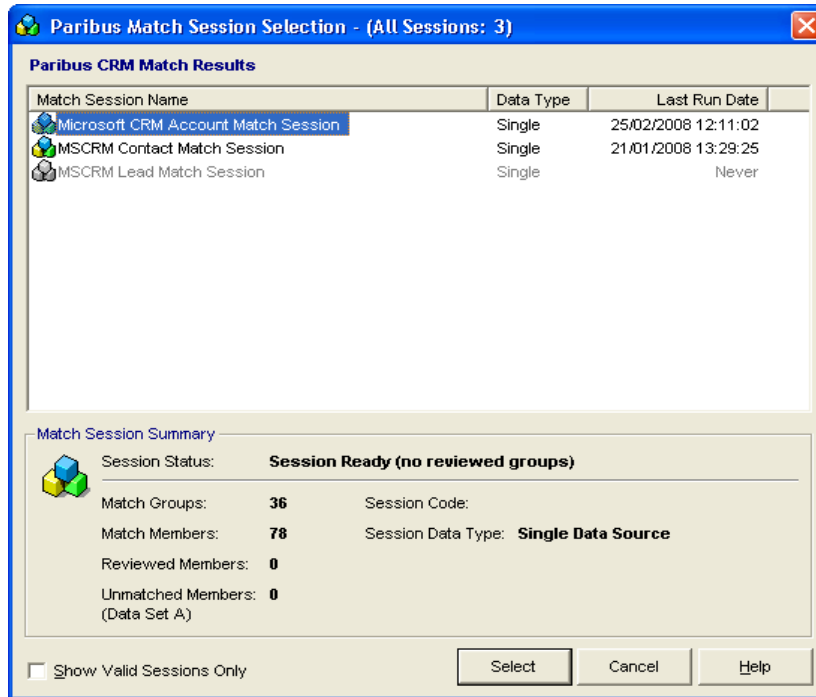 Paribus Match Session Selection - (All Sessions: 3)
Paribus CRM Match Results
Match Session Name Data Type Last Run Date
Microsoft CRM Account Match Session Single 25/02/2008 12:11:02
MSCRM Contact Match Session Single 21/01/2008 13:29:25
MSCRM Lead Match Session Single Never
Match Session Summary
Session Status: Session Ready (no reviewed groups)
Match Groups: 36 Session Code:
Match Members: 78 Session Data Type: Single Data Source
Reviewed Members: 0
Unmatched Members: 0
(Data Set A)
Show Valid Sessions Only Select Cancel Help